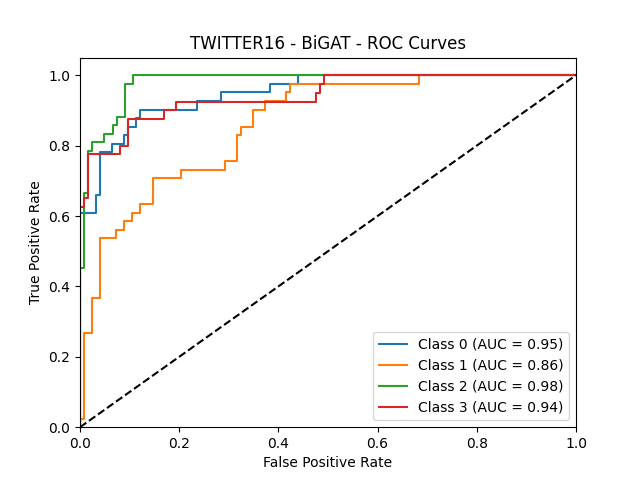 TWITTER16 - BiGAT - ROC Curves
True Positive Rate
1.0
0.8
0.6
0.4
0.2
0.0
Class 0 (AUC = 0.95)
Class 1 (AUC = 0.86)
Class 2 (AUC = 0.98)
Class 3 (AUC = 0.94)
0.0 0.2 0.4 0.6 0.8 1.0
False Positive Rate